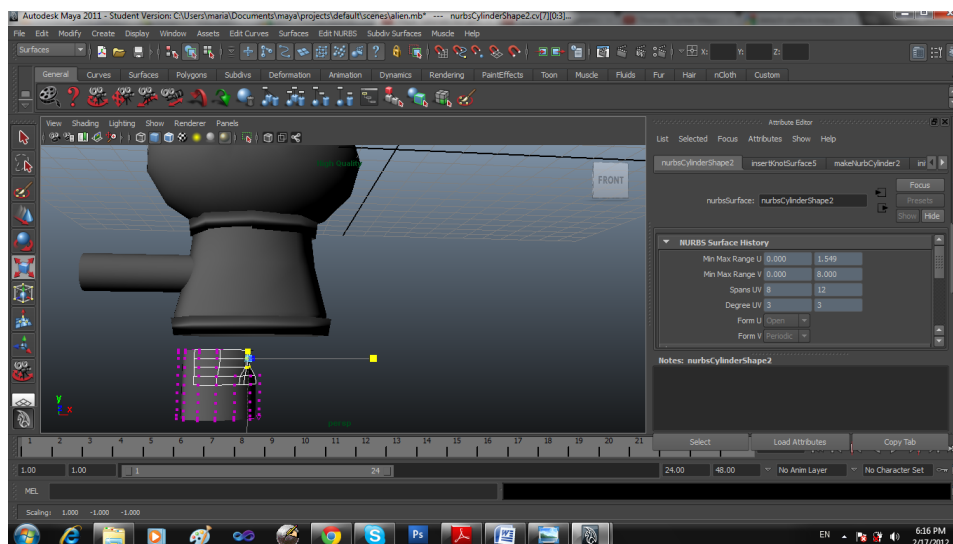 Autodesk Maya 2011 - Student Version: C:\Users\maria\Documents\maya\projects\default\scenes\alien.mb* --- nurbsCylinderShape2.cv[7][0:3]...
File Edit Modify Create Display Window Assets Edit Curves Surfaces Edit NURBS Subdiv Surfaces Muscle Help
Surfaces X: Y: Z:
General Curves Surfaces Polygons Subdivs Deformation Animation Dynamics Rendering PaintEffects Toon Muscle Fluids Fur Hair nCloth Custom
View Shading Lighting Show Renderer Panels
High Quality
FRONT
y
x
persp
Attribute Editor
List Selected Focus Attributes Show Help
nurbsCylinderShape2 insertKnotSurface5 makeNurbCylinder2 ini
Focus
nurbsSurface: nurbsCylinderShape2
Presets
Show Hide
NURBS Surface History
Min Max Range U 0.000 1.549
Min Max Range V 0.000 8.000
Spans UV 8 12
Degree UV 3 3
Form U Open
Form V Periodic
Notes: nurbsCylinderShape2
Select Load Attributes Copy Tab
1 2 3 4 5 6 7 8 9 10 11 12 13 14 15 16 17 18 19 20 21
1.00 1.00 1 24 24.00 48.00 No Anim Layer No Character Set
MEL
Scaling: 1.000 -1.000 -1.000
Ps W EN 6:16 PM
2/17/2012